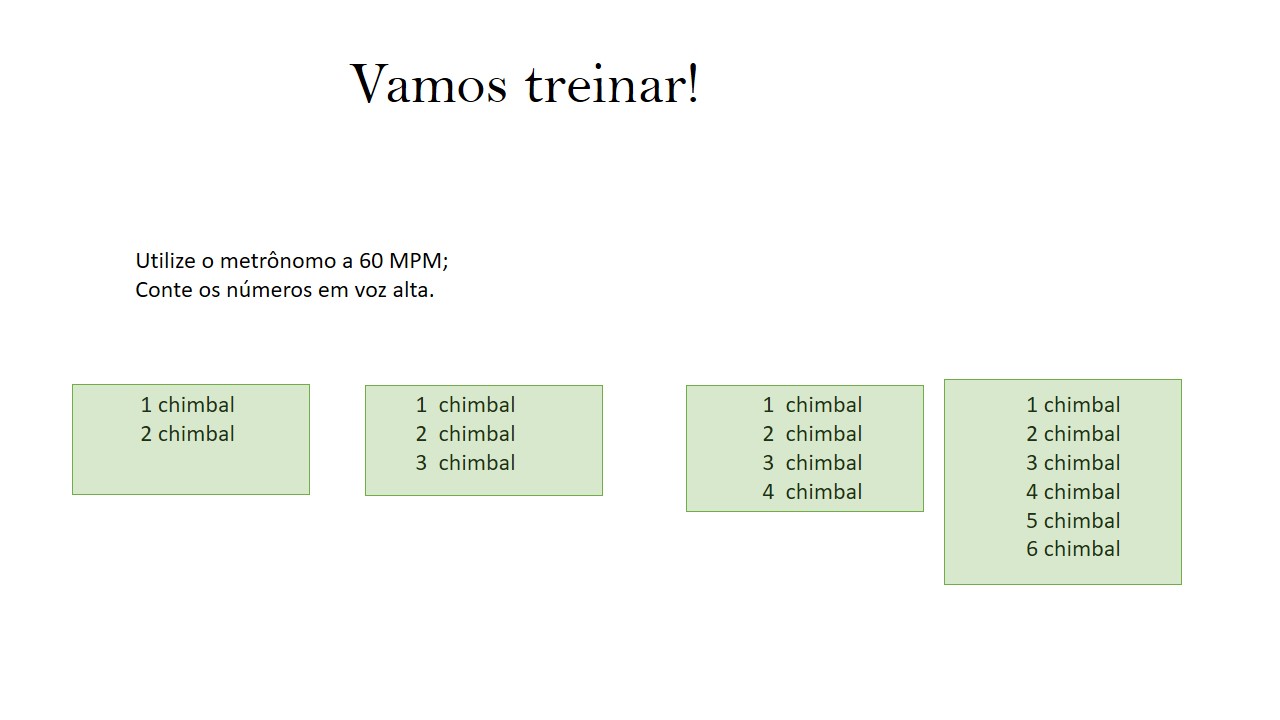 Vamos treinar!
Utilize o metrônomo a 60 MPM;
Conte os números em voz alta.
1 chimbal
2 chimbal
1 chimbal
2 chimbal
3 chimbal
1 chimbal
2 chimbal
3 chimbal
4 chimbal
1 chimbal
2 chimbal
3 chimbal
4 chimbal
5 chimbal
6 chimbal